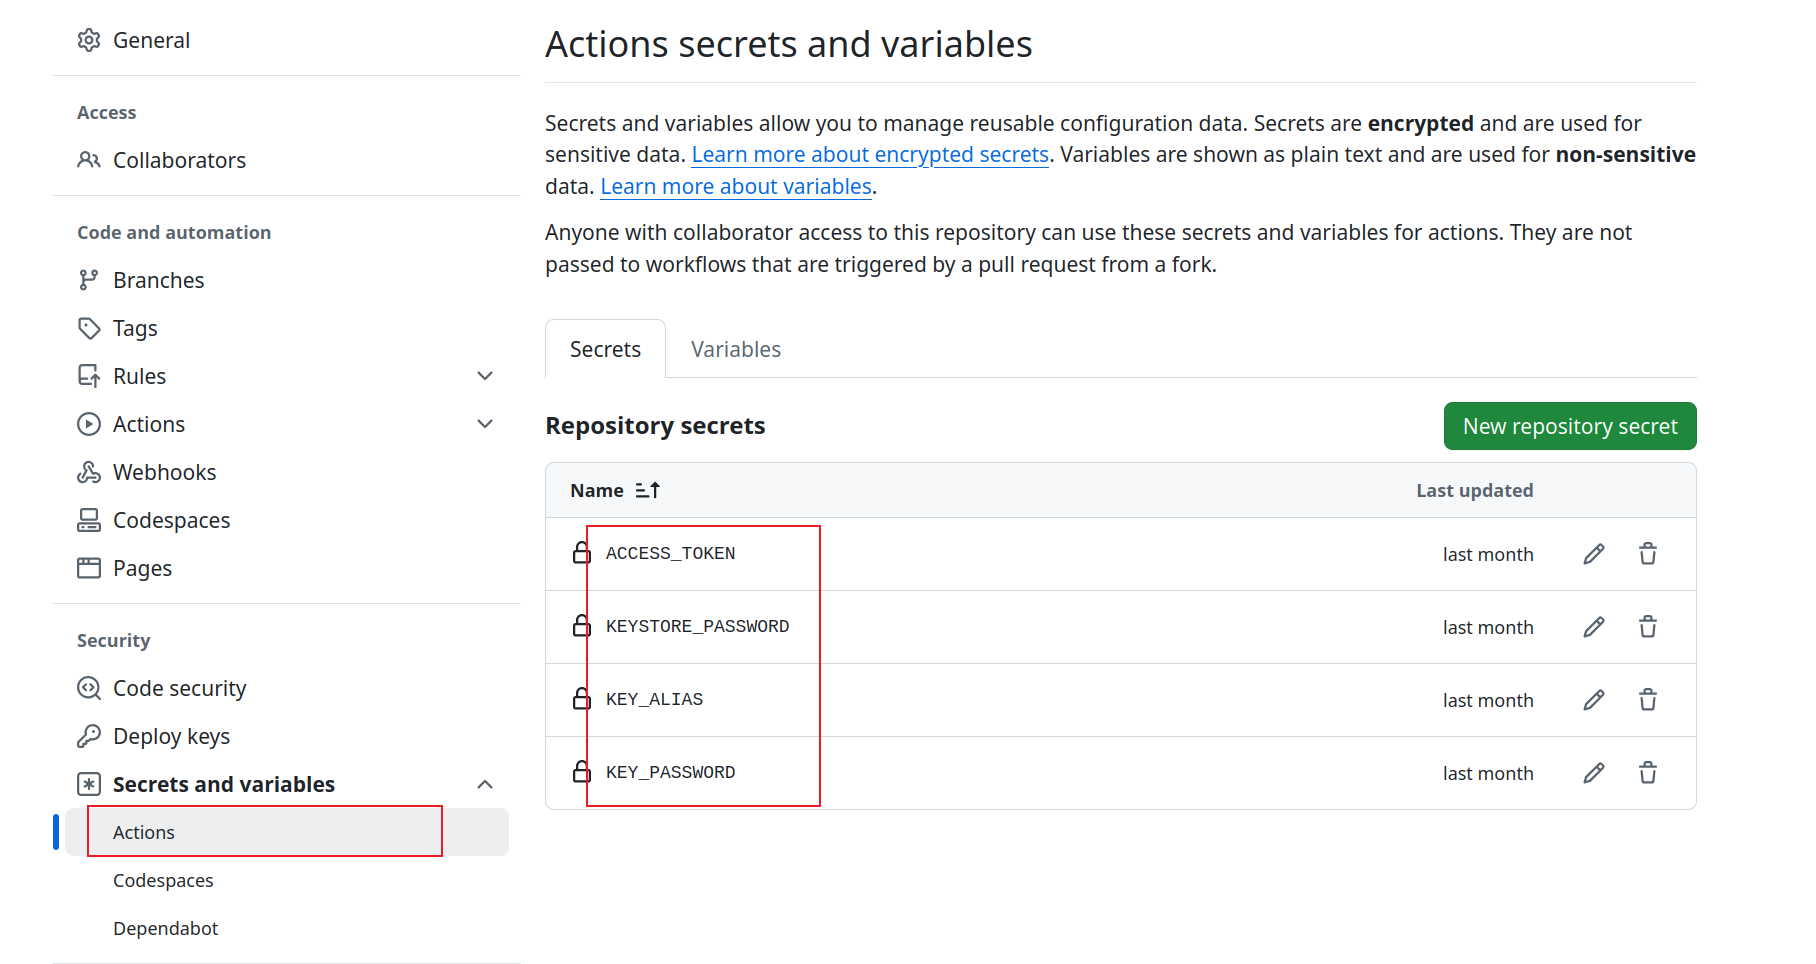 General
Access
Collaborators
Code and automation
Branches
Tags
Rules
Actions
Webhooks
Codespaces
Pages
Security
Code security
Deploy keys
Secrets and variables
Actions
Codespaces
Dependabot
Actions secrets and variables
Secrets and variables allow you to manage reusable configuration data. Secrets are encrypted and are used for
sensitive data. Learn more about encrypted secrets. Variables are shown as plain text and are used for non-sensitive
data. Learn more about variables.
Anyone with collaborator access to this repository can use these secrets and variables for actions. They are not
passed to workflows that are triggered by a pull request from a fork.
Secrets Variables
Repository secrets New repository secret
Name Last updated
ACCESS_TOKEN last month
KEYSTORE_PASSWORD last month
KEY_ALIAS last month
KEY_PASSWORD last month